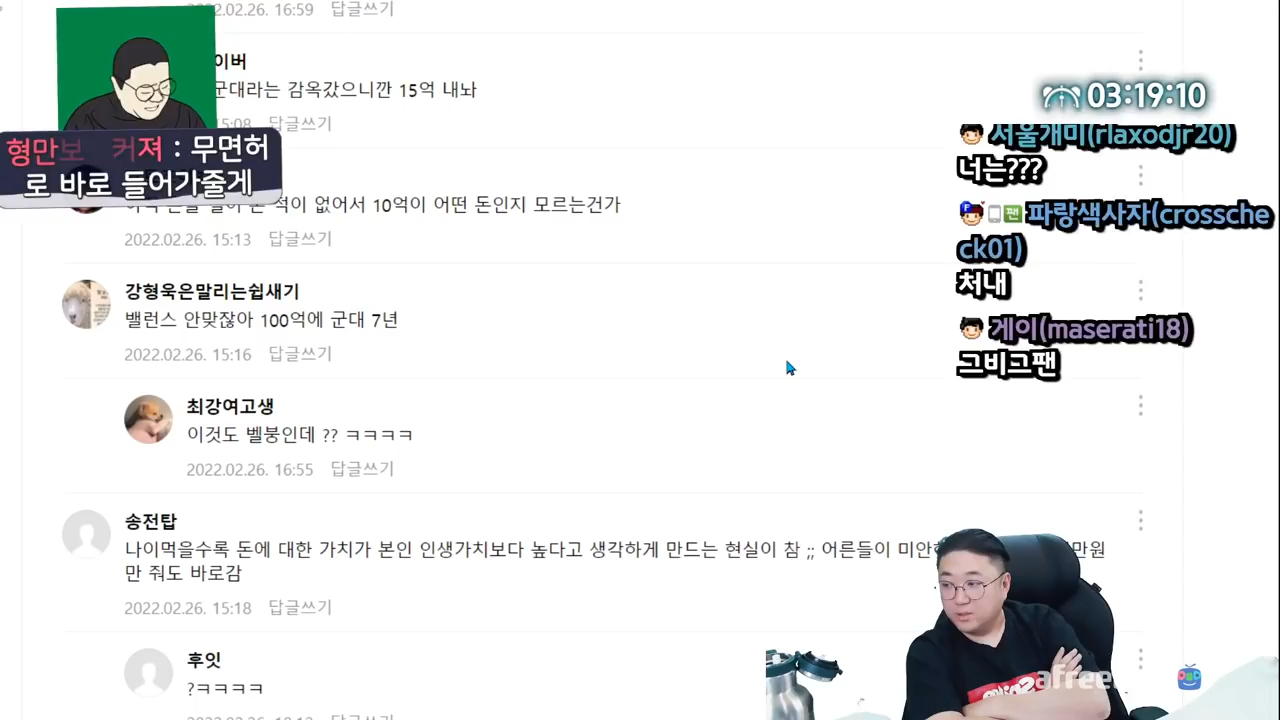 2022.02.26. 16:59 답글쓰기
이버
군대라는 감옥갔으니깐 15억 내놔
15:08 답글쓰기
형만보 커져 : 무면허
로 바로 들어가줄게
적이 없어서 10억이 어떤 돈인지 모르는건가
2022.02.26. 15:13 답글쓰기
강형욱은말리는쉽새기
밸런스 안맞잖아 100억에 군대 7년
2022.02.26. 15:16 답글쓰기
최강여고생
이것도 벨붕인데 ?? ㅋㅋㅋㅋ
2022.02.26. 16:55 답글쓰기
송전탑
나이먹을수록 돈에 대한 가치가 본인 인생가치보다 높다고 생각하게 만드는 현실이 참 ;; 어른들이 만원
만 줘도 바로감
2022.02.26. 15:18 답글쓰기
후잇
?ㅋㅋㅋㅋ
03:19:10
서울개미(rlaxodjr20)
너는???
F 팬 파랑색사자(crossche
ck01)
처내
게이(maserati18)
그비그팬
afree